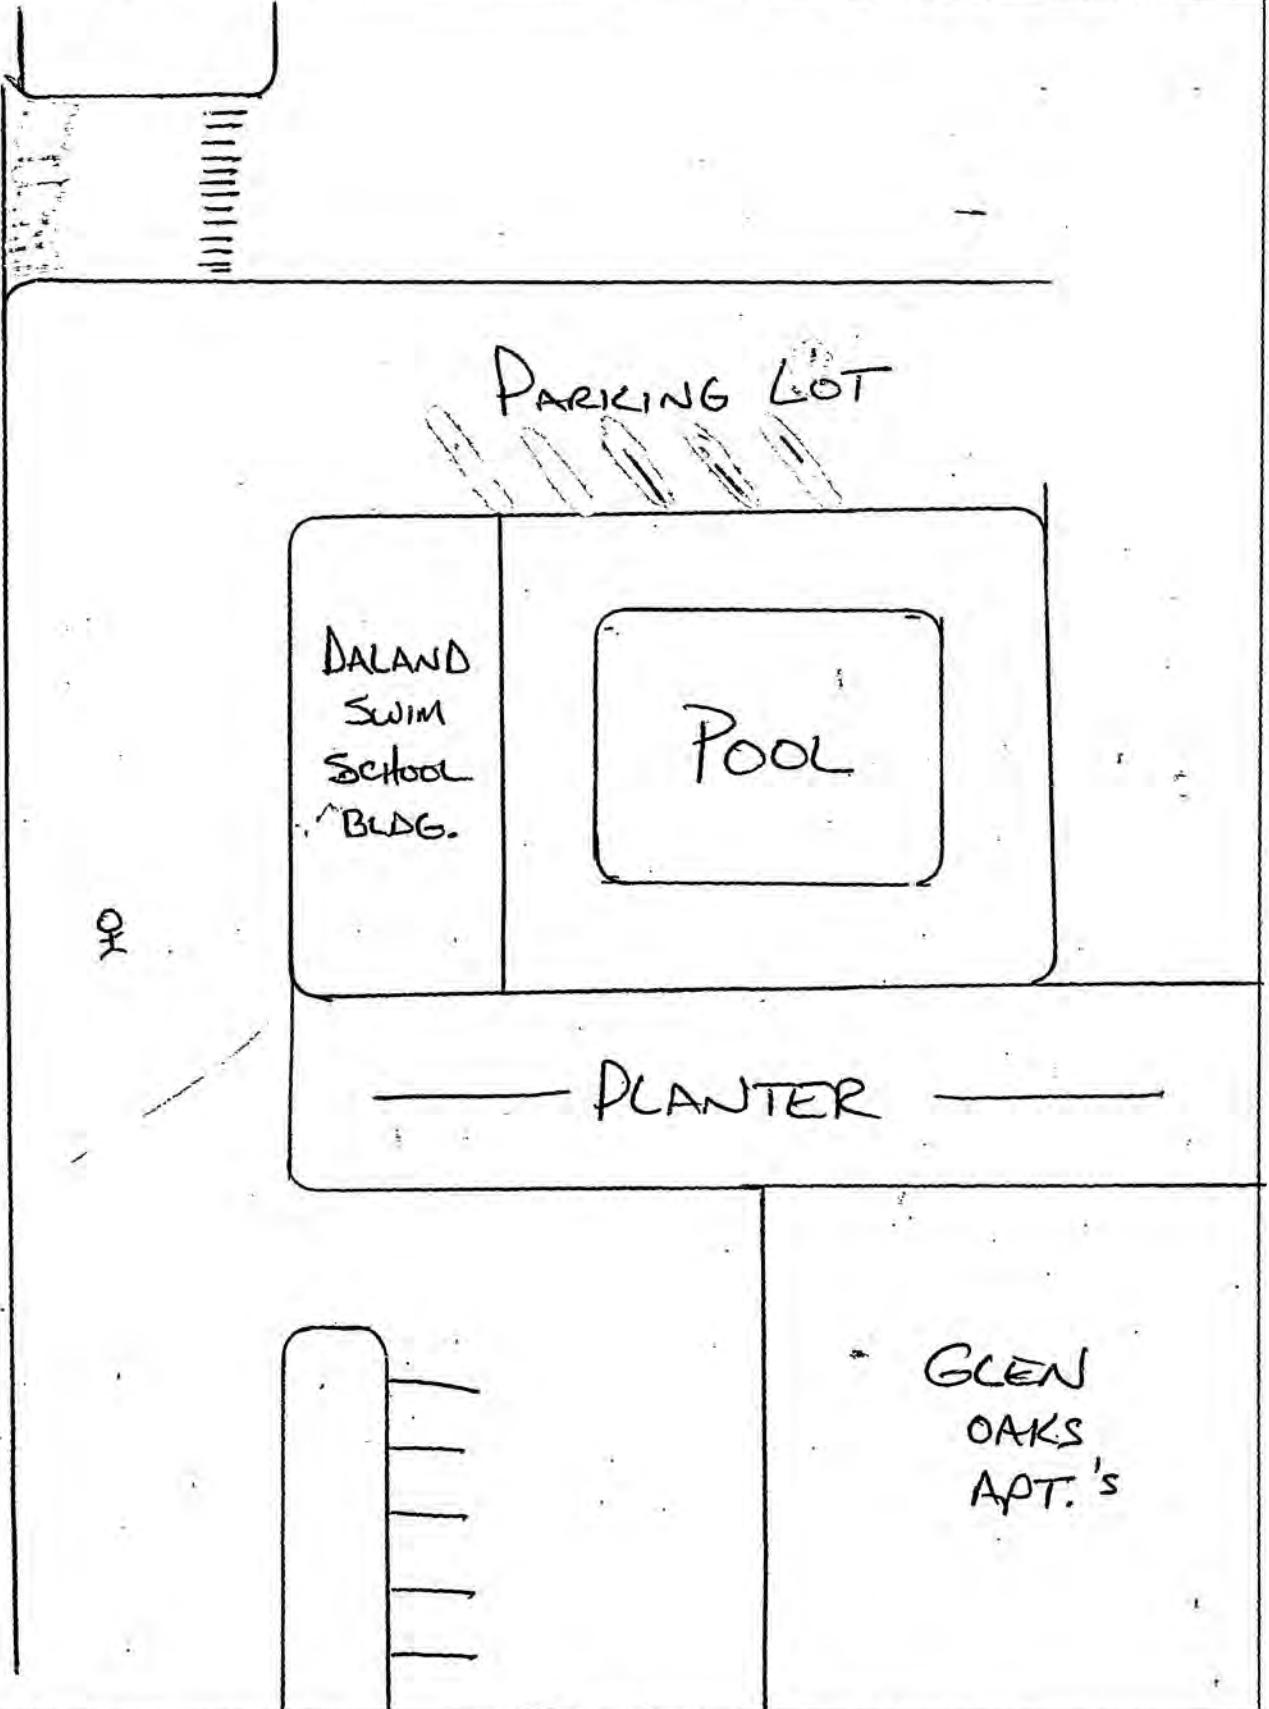 PARKING LOT
DALAND
SWIM
SCHOOL
BLDG.
POOL
PLANTER
GLEN
OAKS
APT.'s